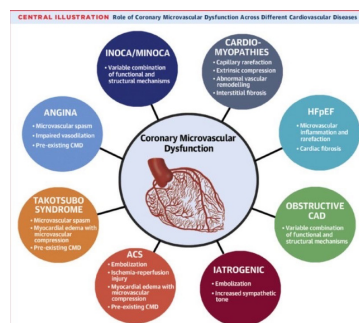 CENTRAL ILLUSTRATION Role of Coronary Microvascular Dysfunction Across Different Cardiovascular Diseases
INOCA/MINOCA
• Variable combination
of functional and
structural mechanisms
CARDIO-
MYOPATHIES
• Capillary rarefaction
• Extrinsic compression
• Abnormal vascular
remodelling
• Interstitial fibrosis
ANGINA
• Microvascular spasm
• Impaired vasodilation
• Pre-existing CMD
Coronary Microvascular
Dysfunction
HFpEF
• Microvascular
inflammation and
rarefaction
• Cardiac fibrosis
TAKOTSUBO
SYNDROME
• Microvascular spasm
• Myocardial edema with
microvascular
compression
• Pre-existing CMD
OBSTRUCTIVE
CAD
• Variable combination
of functional and
structural mechanisms
ACS
• Embolization
• Ischemia-reperfusion
injury
• Myocardial edema with
microvascular
compression
• Pre-existing CMD
IATROGENIC
• Embolization
• Increased sympathetic
tone